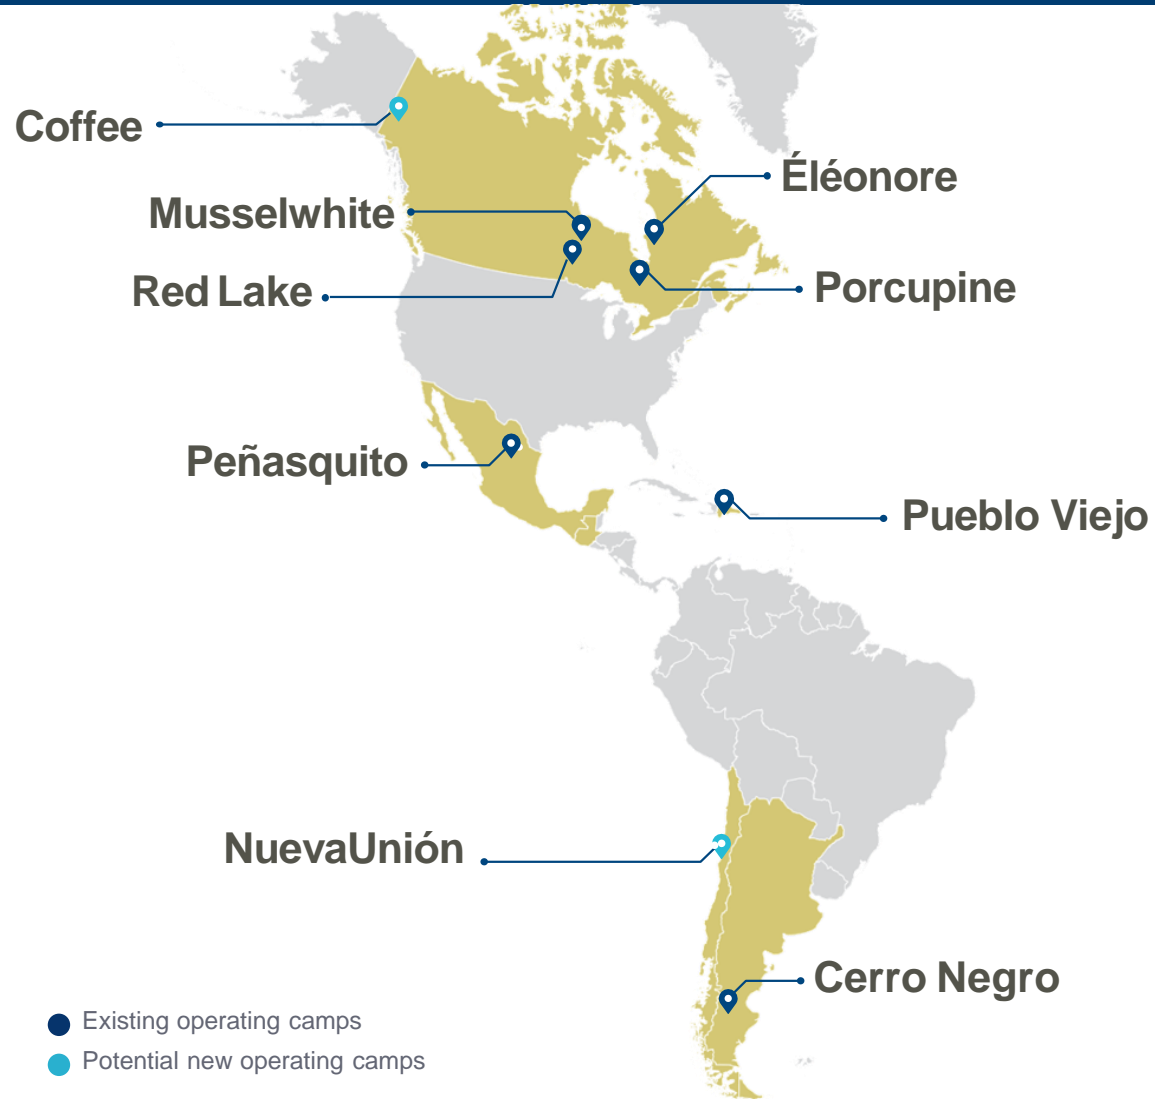 Coffee
Éléonore
Musselwhite
Red Lake
Porcupine
Peñasquito
Pueblo Viejo
NuevaUnión
Cerro Negro
Existing operating camps
Potential new operating camps